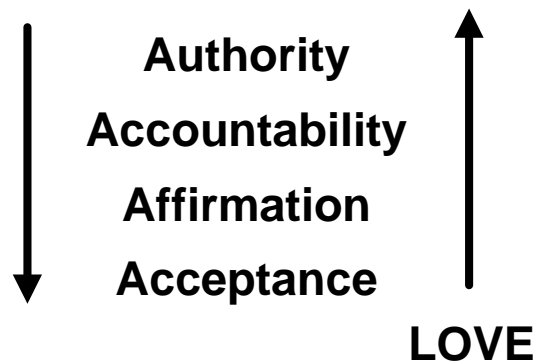 Authority
Accountability
Affirmation
Acceptance
LOVE